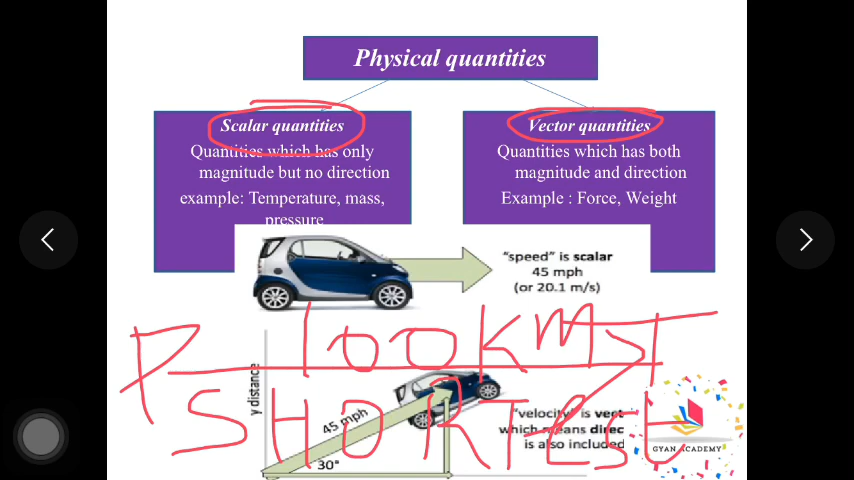 Physical quantities
Scalar quantities
Quantities which has only
magnitude but no direction
example: Temperature, mass,
pressure
Vector quantities
Quantities which has both
magnitude and direction
Example : Force, Weight
"speed" is scalar
45 mph
(or 20.1 m/s)
P 100KMS T
SHORTEST
y distance
45 mph
30°
"velocity" is vect
which means direc
is also included
GYAN ACADEMY